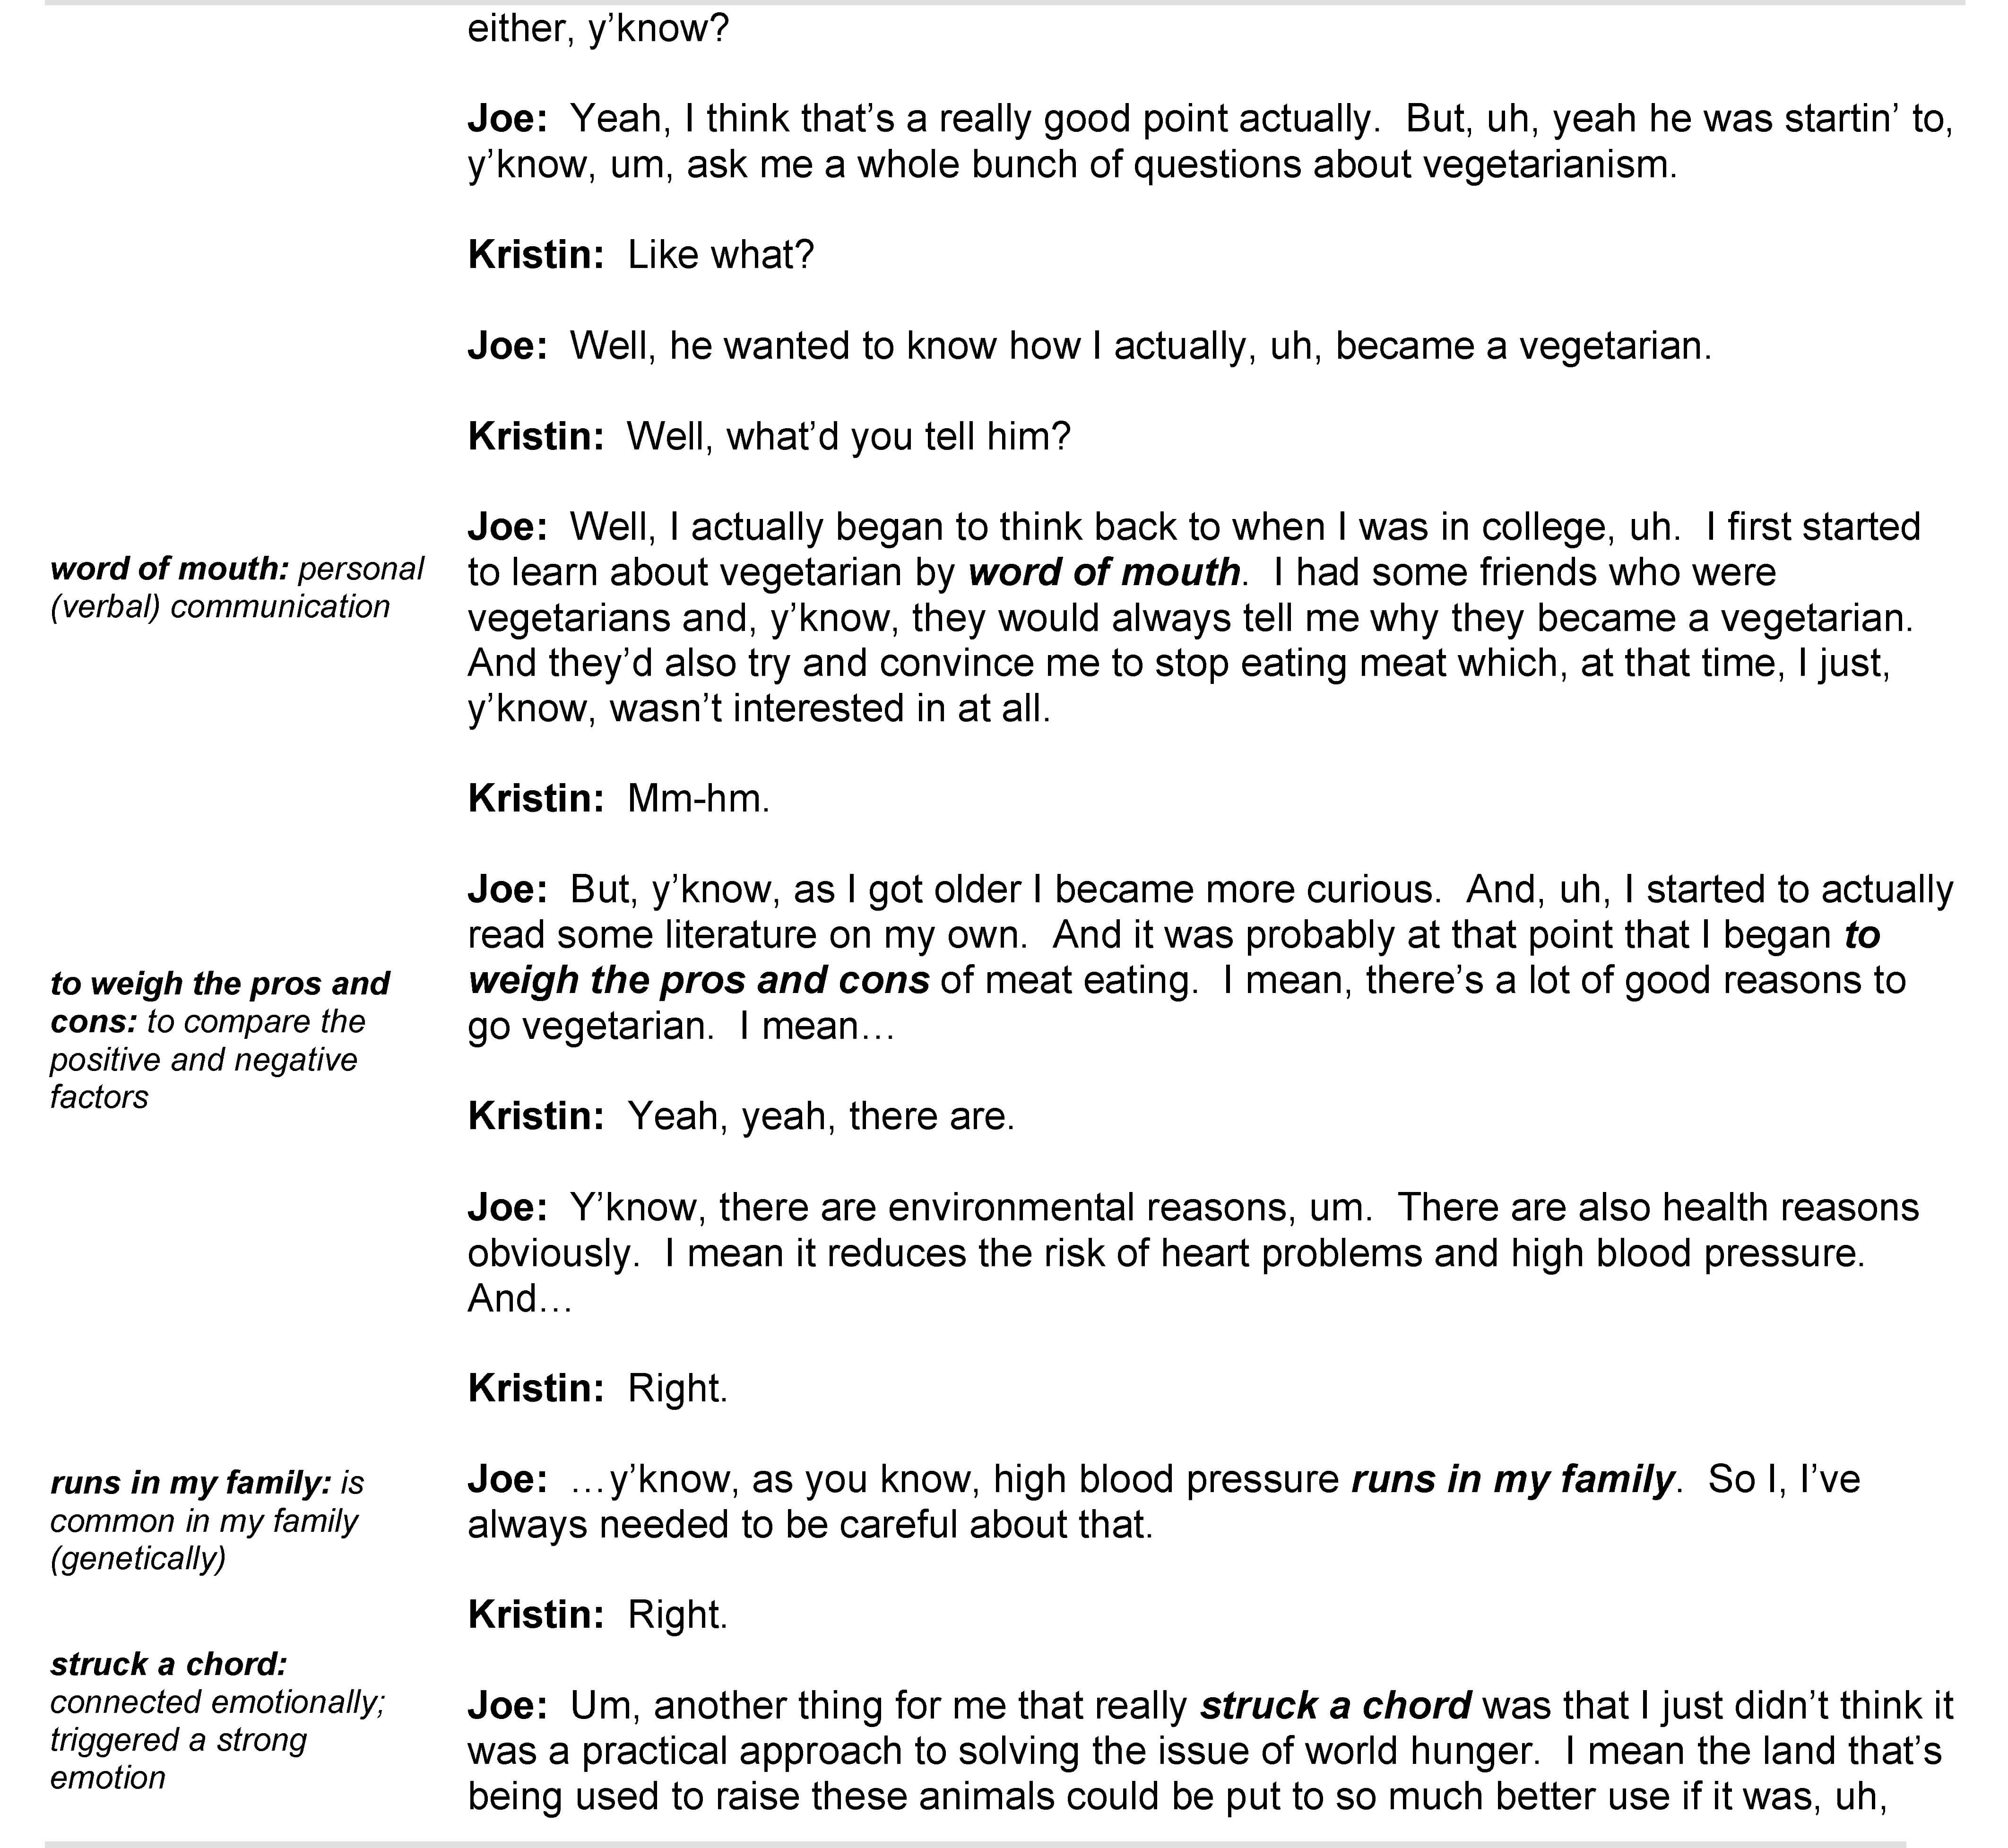 either, y’know?
Joe:  Yeah, I think that’s a really good point actually.  But, uh, yeah he was startin’ to,
y’know, um, ask me a whole bunch of questions about vegetarianism.
Kristin:  Like what?
Joe:  Well, he wanted to know how I actually, uh, became a vegetarian.
Kristin:  Well, what’d you tell him?
word of mouth: personal
(verbal) communication
Joe:  Well, I actually began to think back to when I was in college, uh.  I first started
to learn about vegetarian by word of mouth.  I had some friends who were
vegetarians and, y’know, they would always tell me why they became a vegetarian.
And they’d also try and convince me to stop eating meat which, at that time, I just,
y’know, wasn’t interested in at all.
Kristin:  Mm-hm.
to weigh the pros and
cons: to compare the
positive and negative
factors
Joe:  But, y’know, as I got older I became more curious.  And, uh, I started to actually
read some literature on my own.  And it was probably at that point that I began to
weigh the pros and cons of meat eating.  I mean, there’s a lot of good reasons to
go vegetarian.  I mean…
Kristin:  Yeah, yeah, there are.
Joe:  Y’know, there are environmental reasons, um.  There are also health reasons
obviously.  I mean it reduces the risk of heart problems and high blood pressure.
And…
Kristin:  Right.
runs in my family: is
common in my family
(genetically)
Joe:  …y’know, as you know, high blood pressure runs in my family.  So I, I’ve
always needed to be careful about that.
Kristin:  Right.
struck a chord:
connected emotionally;
triggered a strong
emotion
Joe:  Um, another thing for me that really struck a chord was that I just didn’t think it
was a practical approach to solving the issue of world hunger.  I mean the land that’s
being used to raise these animals could be put to so much better use if it was, uh,